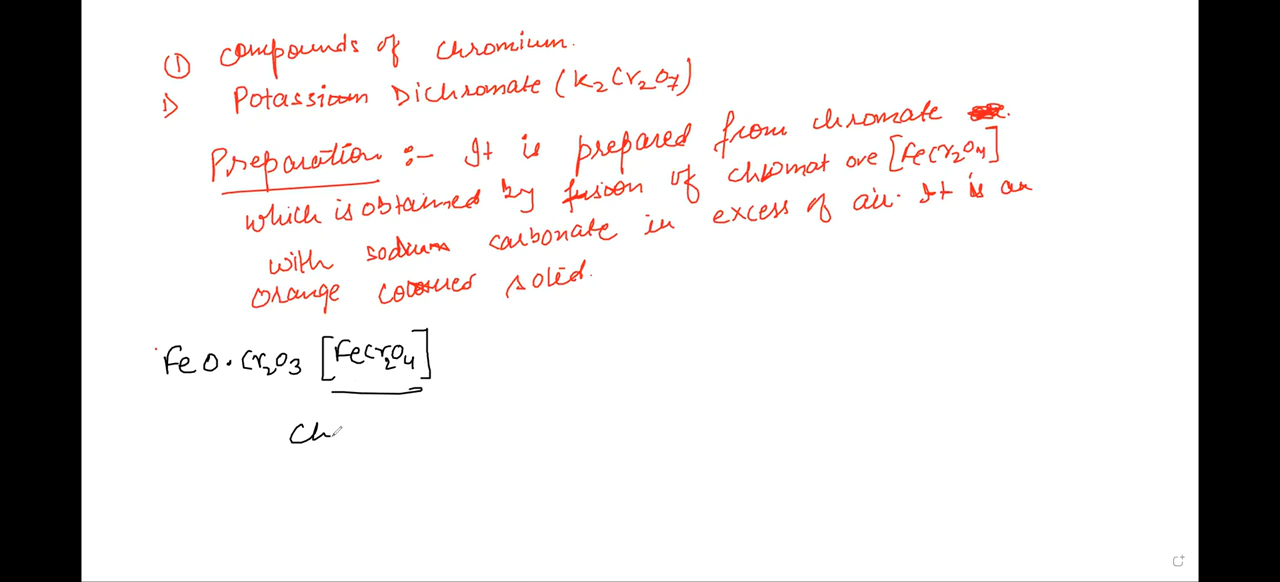 ① Compounds of chromium.
1) Potassium Dichromate (K2Cr2O7)
Preparation :- It is prepared from chromate
which is obtained by fusion of chromat ore [FeCr2O4]
with sodium carbonate in excess of air. It is an
orange coloured solid.
FeO.Cr2O3 [FeCr2O4]
Ch